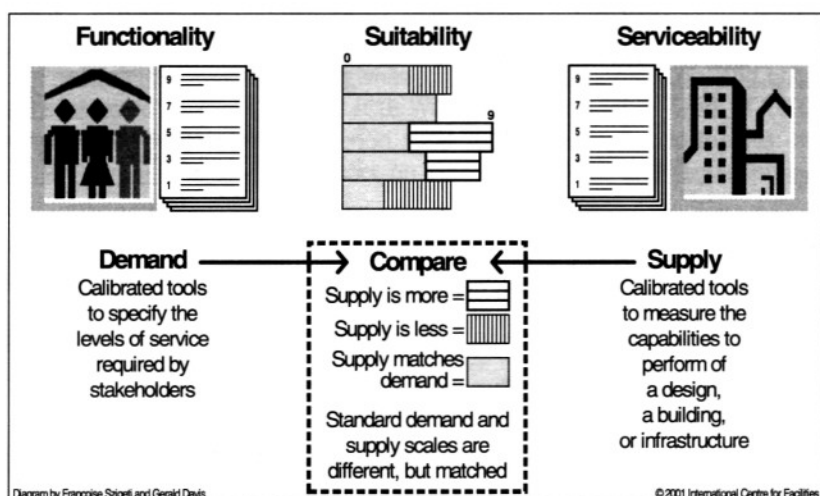 Functionality
Suitability
Serviceability
0
9
7
5
3
1
9
9
7
5
3
1
Demand
Calibrated tools
to specify the
levels of service
required by
stakeholders
Compare
Supply is more =
Supply is less =
Supply matches
demand =
Standard demand and
supply scales are
different, but matched
Supply
Calibrated tools
to measure the
capabilities to
perform of
a design,
a building,
or infrastructure
Diagram by Françoise Szigeti and Gerald Davis
© 2001 International Centre for Facilities